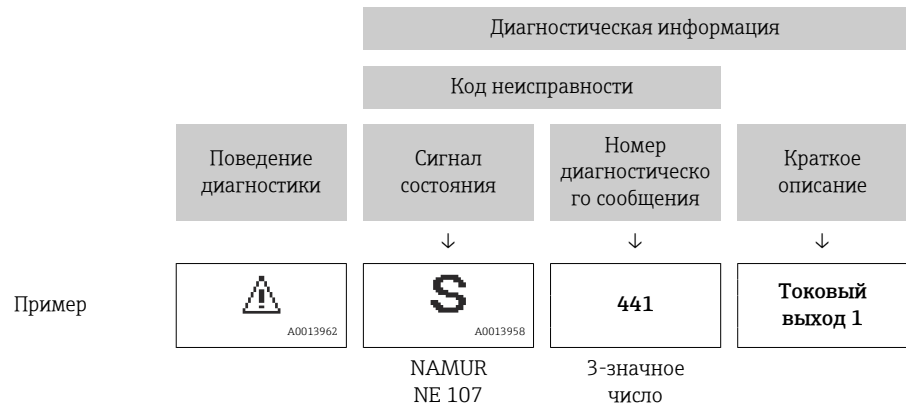 Диагностическая информация
Код неисправности
Поведение
диагностики
Сигнал
состояния
Номер
диагностическо
го сообщения
Краткое
описание
↓ ↓ ↓
Пример
A0013962
S
A0013958
441
Токовый
выход 1
NAMUR
NE 107
3-значное
число